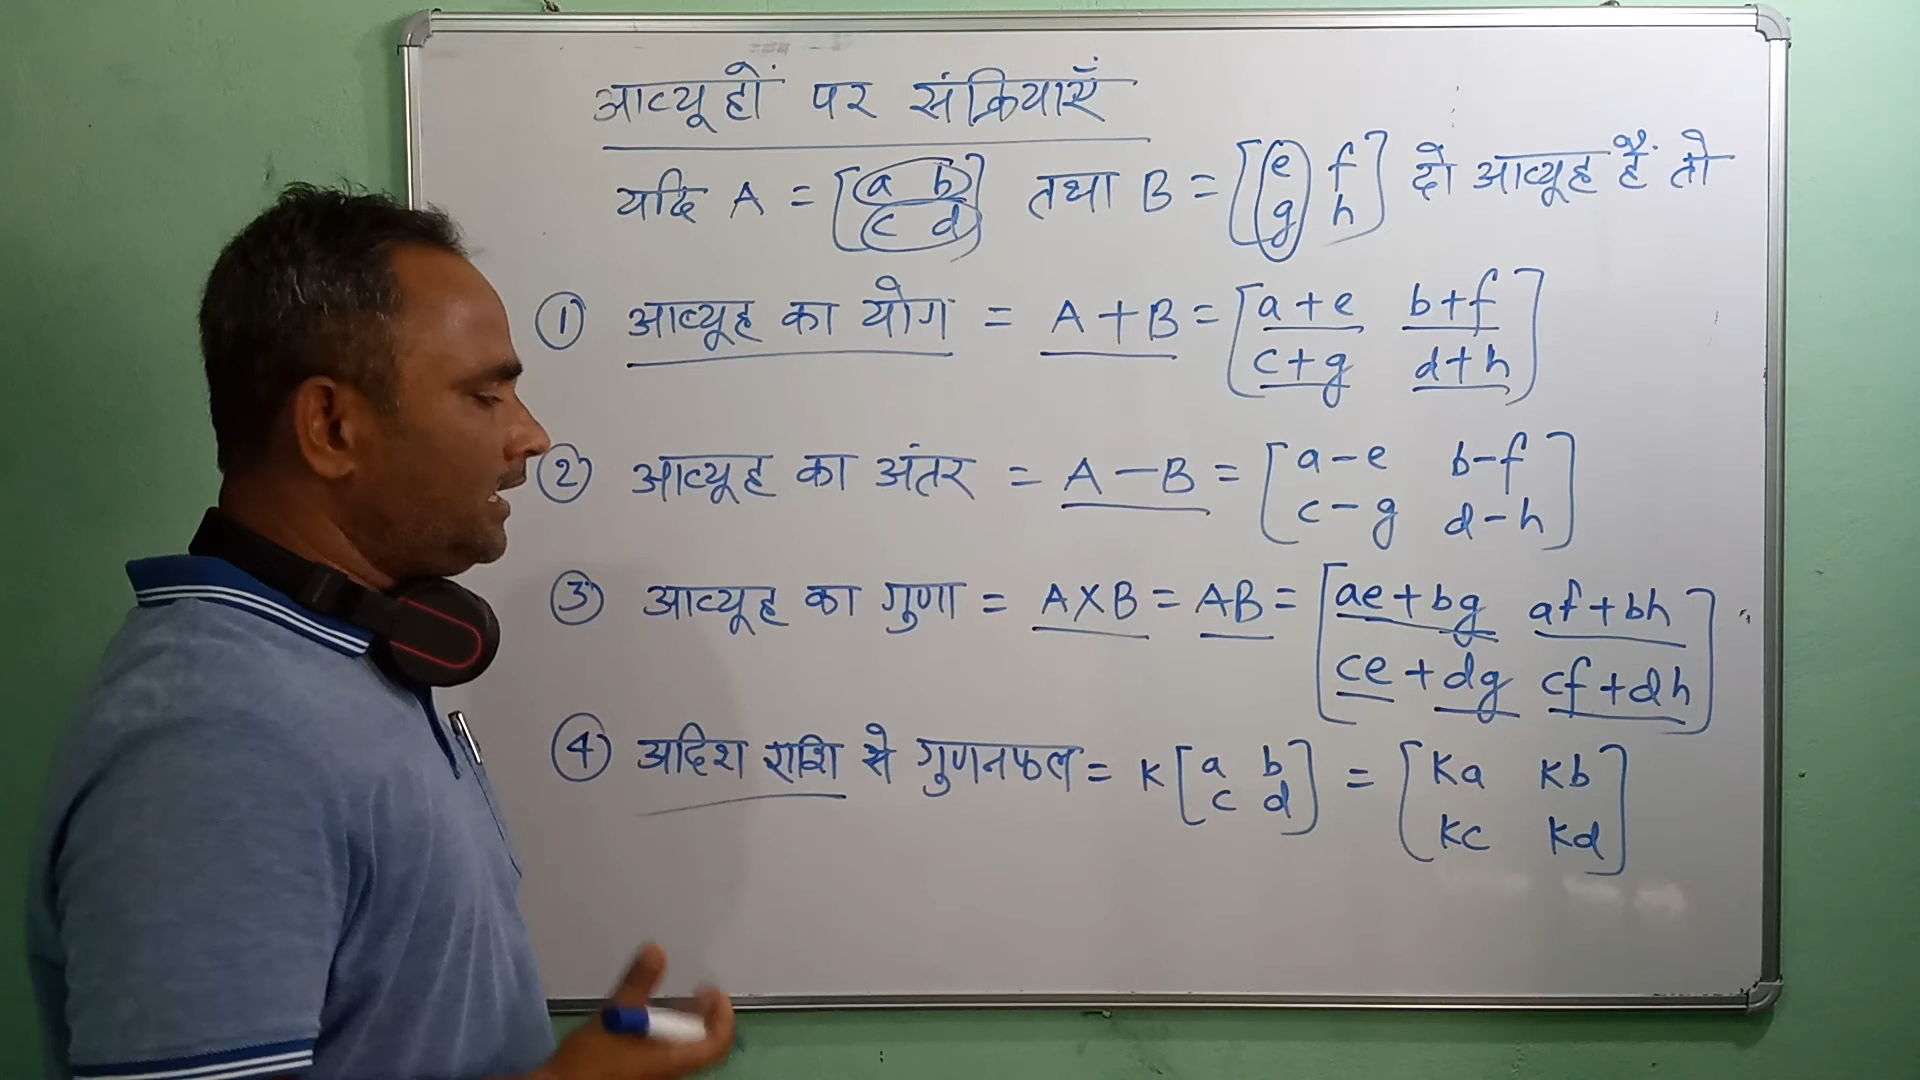 आव्यूहों पर संक्रियाएँ
यदि A = [a b c d] तथा B = [e f g h] दो आव्यूह हैं तो
① आव्यूह का योग = A + B = [a+e b+f c+g d+h]
② आव्यूह का अंतर = A − B = [a−e b−f c−g d−h]
③ आव्यूह का गुणा = A×B = AB = [ae+bg af+bh ce+dg cf+dh]
④ अदिश राशि से गुणनफल = K [a b c d] = [Ka Kb Kc Kd]